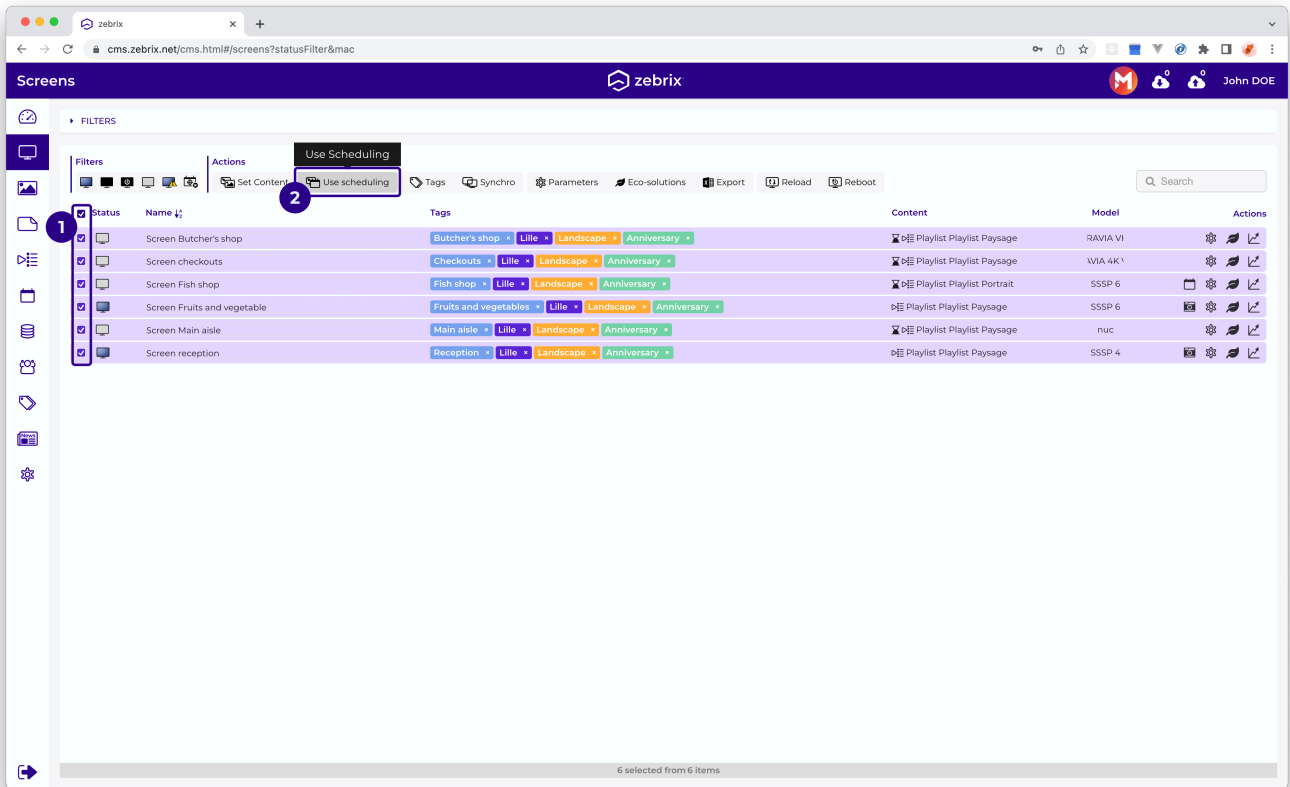 zebrix
cms.zebrix.net/cms.html#/screens?statusFilter&mac
Screens
zebrix
0
0
John DOE
FILTERS
Use Scheduling
Filters
Actions
Set Content
Use scheduling
Tags
Synchro
Parameters
Eco-solutions
Export
Reload
Reboot
Search
2
1
Status Name Tags Content Model Actions
Screen Butcher's shop Butcher's shop × Lille × Landscape × Anniversary × Playlist Playlist Paysage RAVIA VH
Screen checkouts Checkouts × Lille × Landscape × Anniversary × Playlist Playlist Paysage VIA 4K
Screen Fish shop Fish shop × Lille × Landscape × Anniversary × Playlist Playlist Portrait SSSP 6
Screen Fruits and vegetable Fruits and vegetables × Lille × Landscape × Anniversary × Playlist Playlist Paysage SSSP 6
Screen Main aisle Main aisle × Lille × Landscape × Anniversary × Playlist Playlist Paysage nuc
Screen reception Reception × Lille × Landscape × Anniversary × Playlist Playlist Paysage SSSP 4
NEWS
6 selected from 6 items